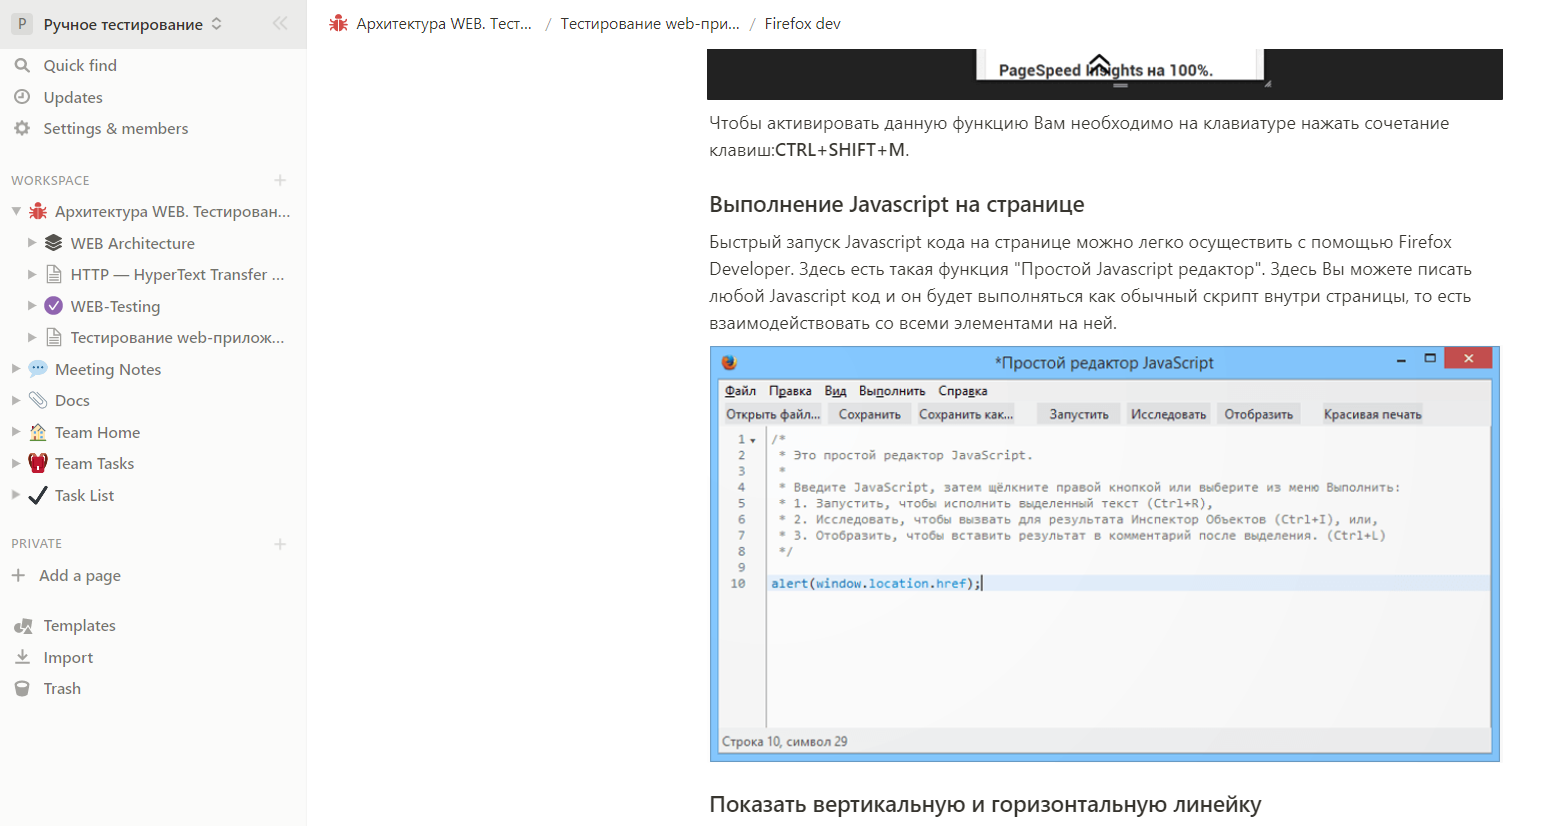 P Ручное тестирование
Quick find
Updates
Settings & members
WORKSPACE
Архитектура WEB. Тестирован...
WEB Architecture
HTTP — HyperText Transfer ...
WEB-Testing
Тестирование web-прилож...
Meeting Notes
Docs
Team Home
Team Tasks
Task List
PRIVATE
Add a page
Templates
Import
Trash
Архитектура WEB. Тест... / Тестирование web-при... / Firefox dev
PageSpeed Insights на 100%.
Чтобы активировать данную функцию Вам необходимо на клавиатуре нажать сочетание
клавиш:CTRL+SHIFT+M.
Выполнение Javascript на странице
Быстрый запуск Javascript кода на странице можно легко осуществить с помощью Firefox
Developer. Здесь есть такая функция "Простой Javascript редактор". Здесь Вы можете писать
любой Javascript код и он будет выполняться как обычный скрипт внутри страницы, то есть
взаимодействовать со всеми элементами на ней.
*Простой редактор JavaScript
Файл Правка Вид Выполнить Справка
Открыть файл... Сохранить Сохранить как... Запустить Исследовать Отобразить Красивая печать
1 /*
2 * Это простой редактор JavaScript.
3 *
4 * Введите JavaScript, затем щёлкните правой кнопкой или выберите из меню Выполнить:
5 * 1. Запустить, чтобы исполнить выделенный текст (Ctrl+R),
6 * 2. Исследовать, чтобы вызвать для результата Инспектор Объектов (Ctrl+I), или,
7 * 3. Отобразить, чтобы вставить результат в комментарий после выделения. (Ctrl+L)
8 */
9
10 alert(window.location.href);
Строка 10, символ 29
Показать вертикальную и горизонтальную линейку